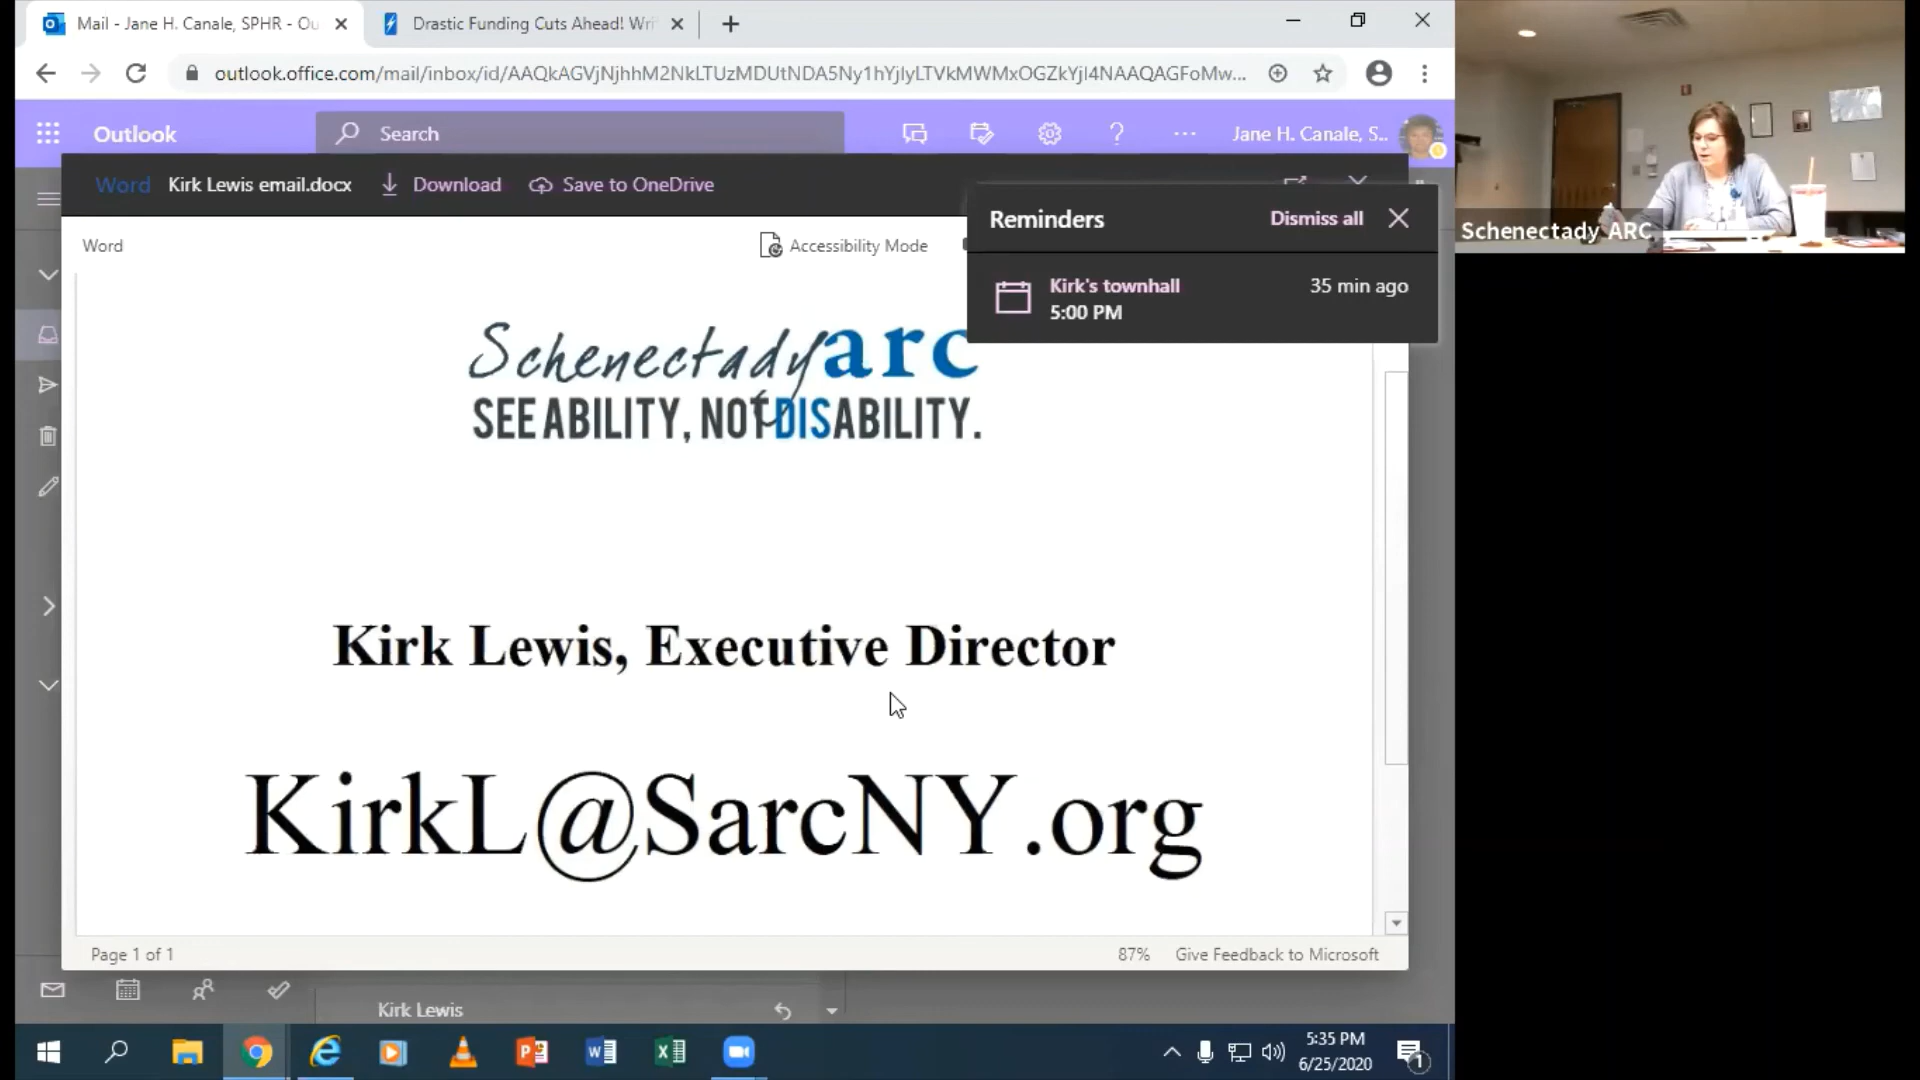 Mail - Jane H. Canale, SPHR - Ou
Drastic Funding Cuts Ahead! Wri
outlook.office.com/mail/inbox/id/AAQkAGVjNjhhM2NkLTUzMDUtNDA5Ny1hYjIyLTVkMWMxOGZkYjI4NAAQAGFoMw...
Outlook
Search
Jane H. Canale, S..
Word Kirk Lewis email.docx Download Save to OneDrive
Reminders Dismiss all
Word
Accessibility Mode
Kirk's townhall 35 min ago
5:00 PM
Schenectady ARC
Schenectady arc
SEE ABILITY, NOT DISABILITY.
Kirk Lewis, Executive Director
KirkL@SarcNY.org
Page 1 of 1
87% Give Feedback to Microsoft
Kirk Lewis
5:35 PM
6/25/2020
1